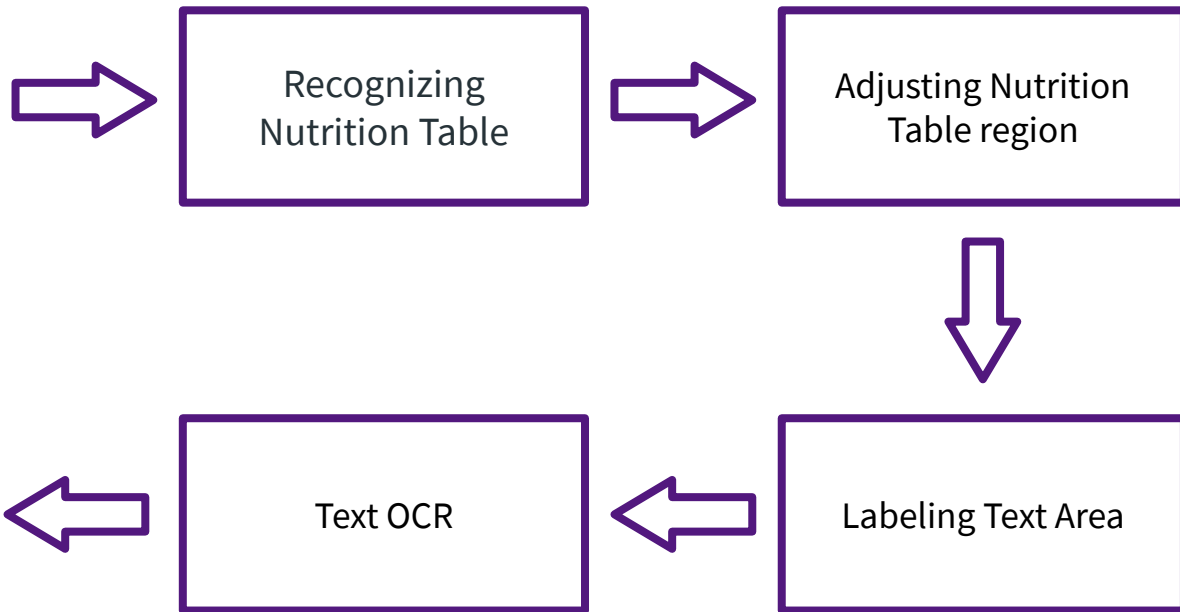 Recognizing
Nutrition Table
Adjusting Nutrition
Table region
Labeling Text Area
Text OCR